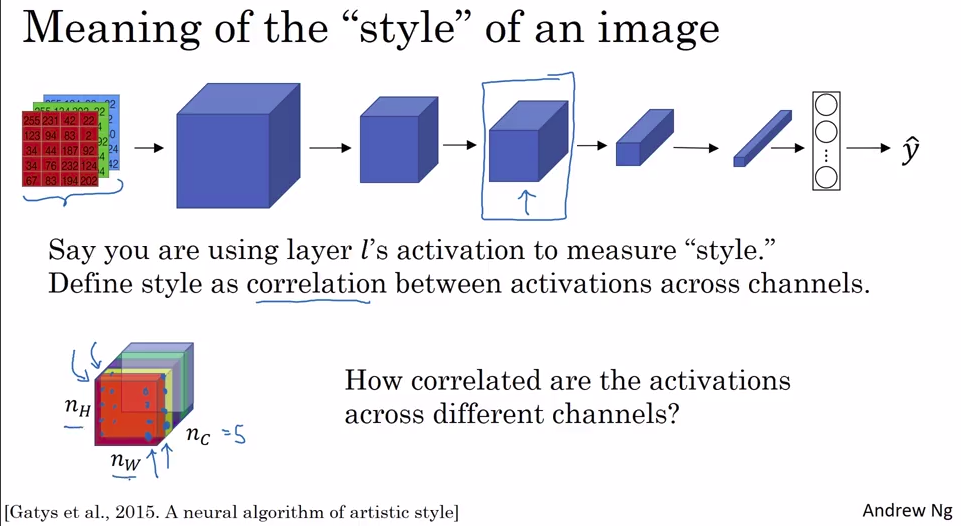 Meaning of the “style” of an image
255 231 42 22
123 94 83 2
34 44 187 92
34 76 232 124
67 83 194 202
ŷ
Say you are using layer l’s activation to measure “style.”
Define style as correlation between activations across channels.
How correlated are the activations
across different channels?
n_H
n_C = 5
n_W
[Gatys et al., 2015. A neural algorithm of artistic style]
Andrew Ng